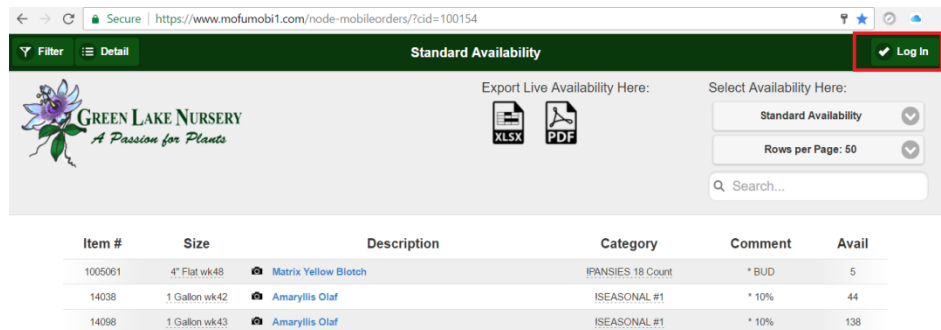 Secure | https://www.mofumobi1.com/node-mobileorders/?cid=100154
Filter Detail Standard Availability Log In
GREEN LAKE NURSERY
A Passion for Plants
Export Live Availability Here:
XLSX PDF
Select Availability Here:
Standard Availability
Rows per Page: 50
Search...
Item # Size Description Category Comment Avail
1005061 4" Flat wk48 Matrix Yellow Blotch !PANSIES 18 Count * BUD 5
14038 1 Gallon wk42 Amaryllis Olaf !SEASONAL #1 * 10% 44
14098 1 Gallon wk43 Amaryllis Olaf !SEASONAL #1 * 10% 138